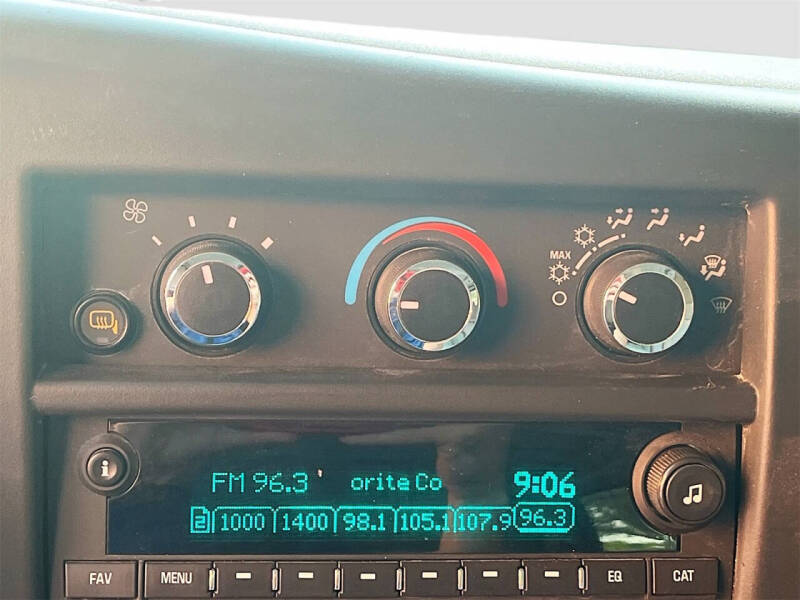 MAX
i
FM 96.3 orite Co 9:06
2 1000 1400 98.1 105.1 107.9 96.3
FAV MENU EQ CAT